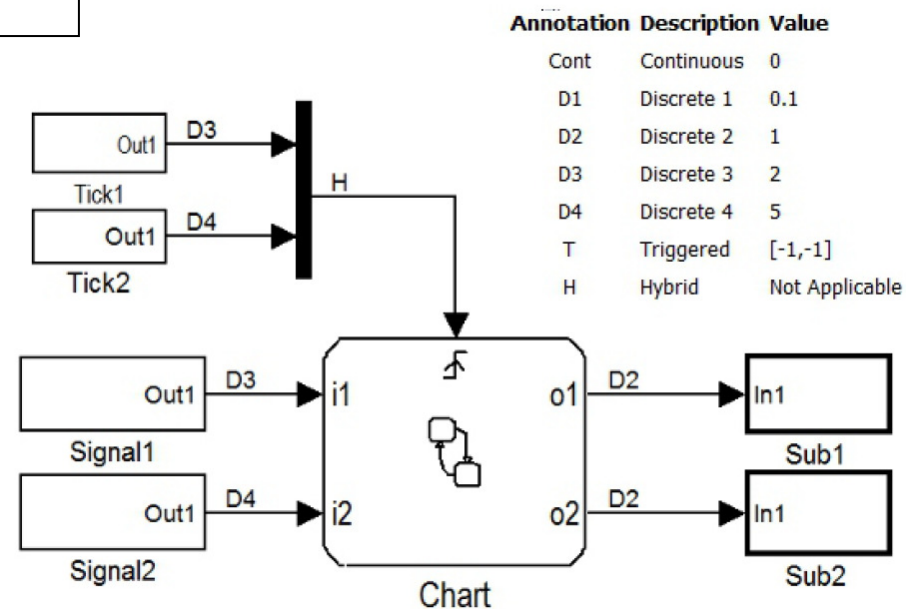 Annotation Description Value
Cont Continuous 0
D1 Discrete 1 0.1
D2 Discrete 2 1
D3 Discrete 3 2
D4 Discrete 4 5
T Triggered [-1,-1]
H Hybrid Not Applicable
Out1 D3
Tick1
H
Out1 D4
Tick2
Out1 D3 i1 o1 D2 In1
Signal1 Sub1
Out1 D4 i2 o2 D2 In1
Signal2 Sub2
Chart